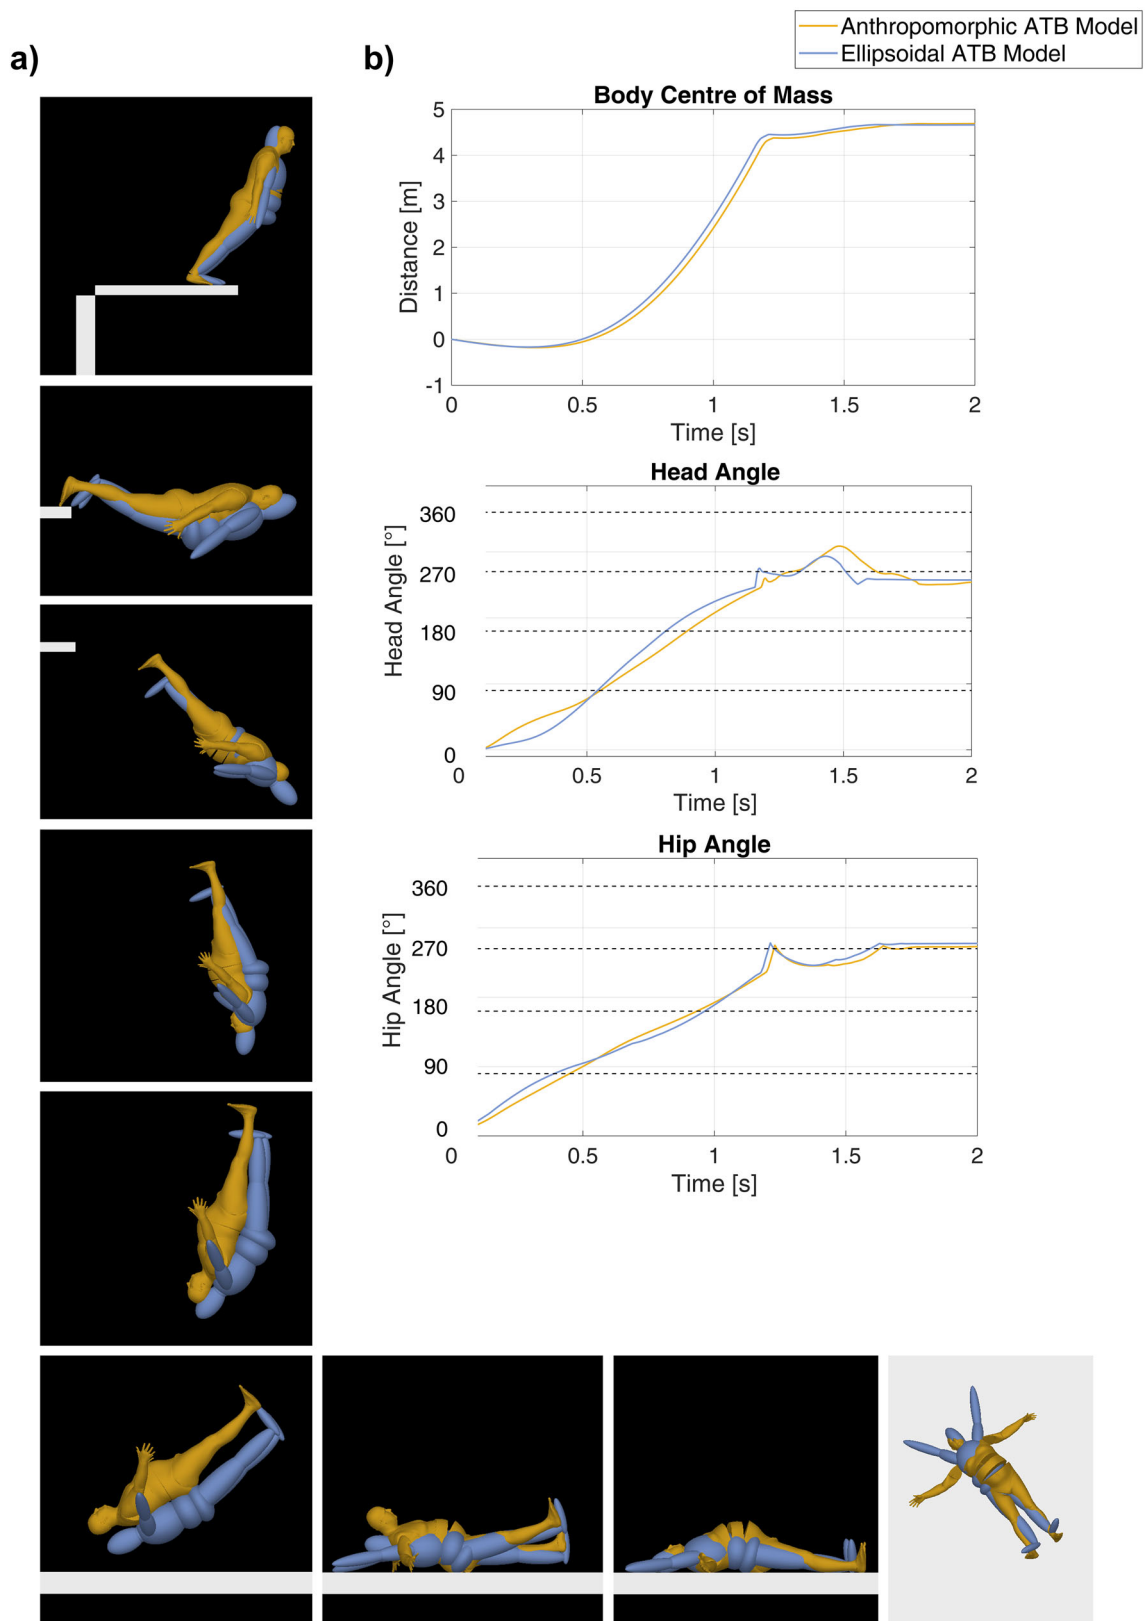 a)
b)
Anthropomorphic ATB Model
Ellipsoidal ATB Model
Body Centre of Mass
5
4
3
2
1
0
-1
Distance [m]
0 0.5 1 1.5 2
Time [s]
Head Angle
360
270
180
90
0
Head Angle [°]
0 0.5 1 1.5 2
Time [s]
Hip Angle
360
270
180
90
0
Hip Angle [°]
0 0.5 1 1.5 2
Time [s]